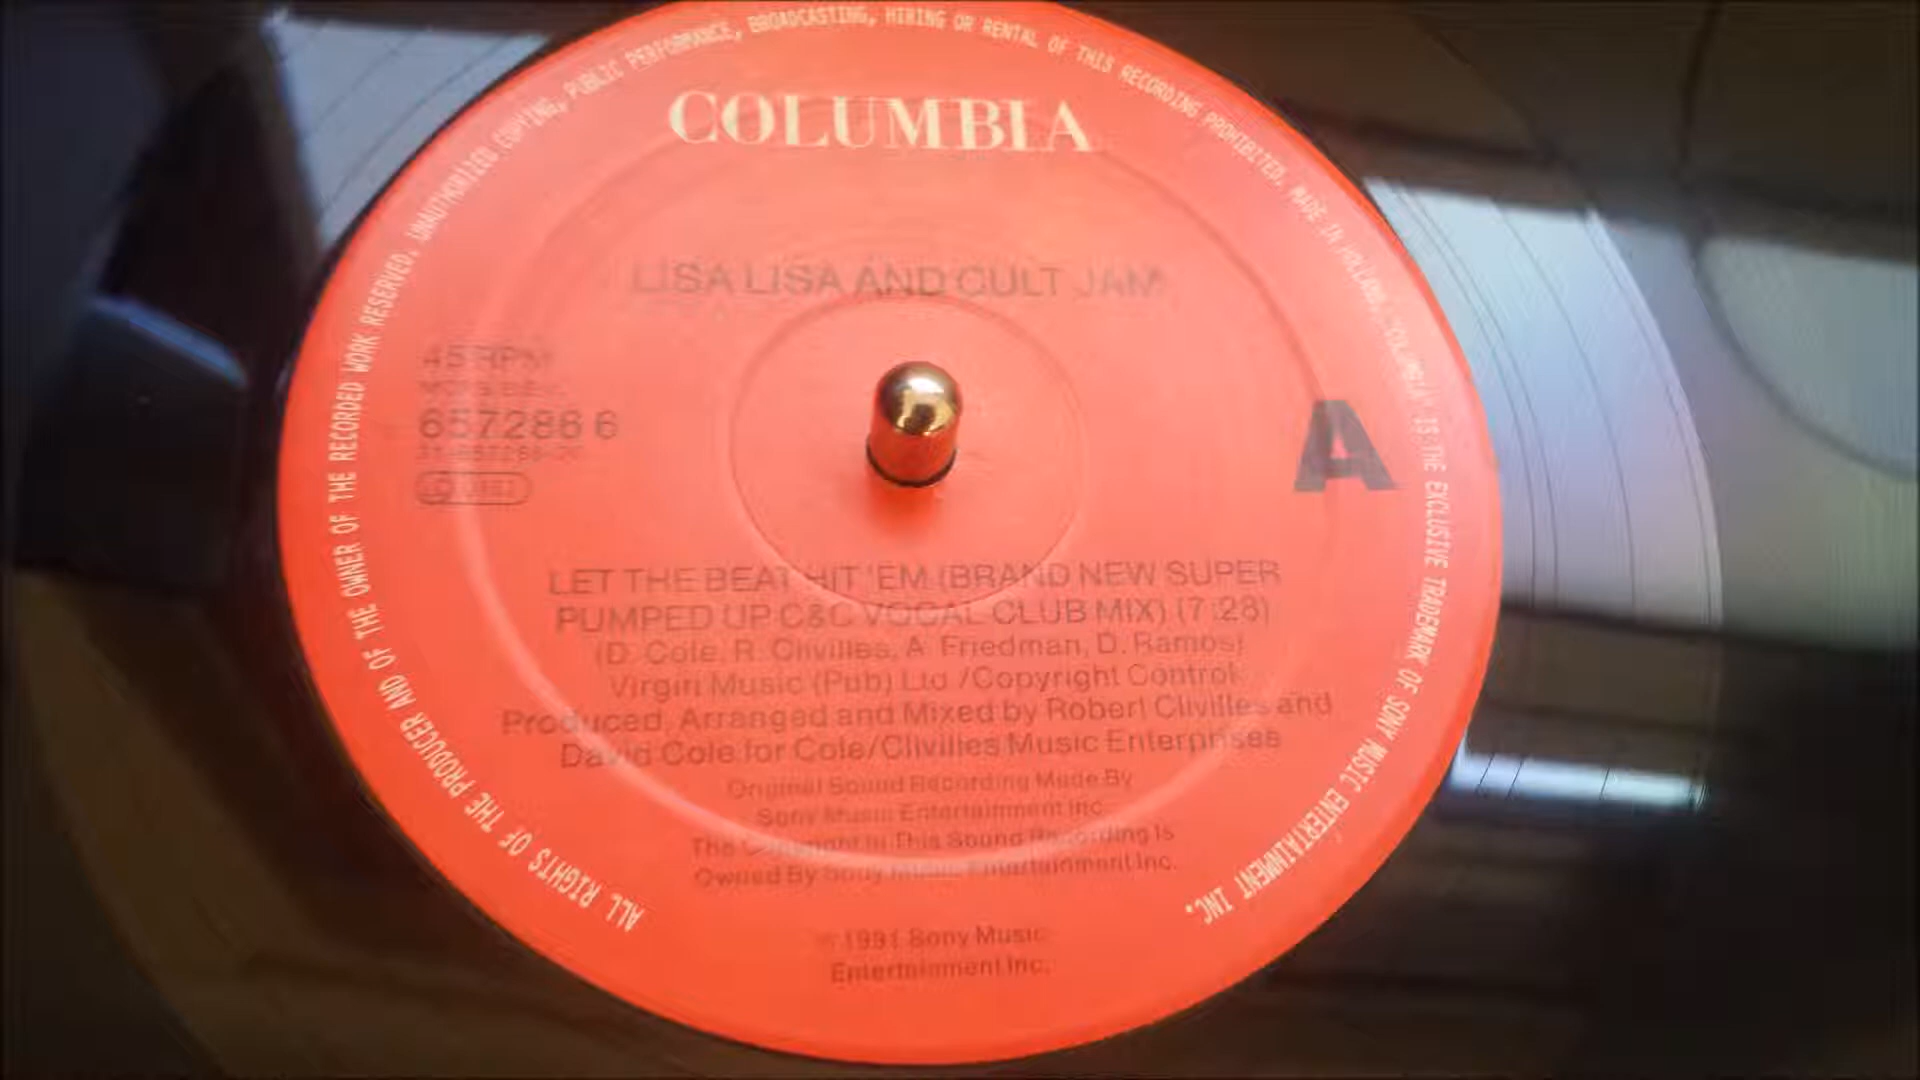 ALL RIGHTS OF THE PRODUCER AND OF THE OWNER OF THE RECORDED WORK RESERVED. UNAUTHORIZED COPYING, PUBLIC PERFORMANCE, BROADCASTING, HIRING OR RENTAL OF THIS RECORDING PROHIBITED. MADE IN HOLLAND. "COLUMBIA" IS THE EXCLUSIVE TRADEMARK OF SONY MUSIC ENTERTAINMENT INC.
COLUMBIA
LISA LISA AND CULT JAM
45 RPM
657286 6
A
LET THE BEAT HIT 'EM (BRAND NEW SUPER
PUMPED UP C&C VOCAL CLUB MIX) (7:28)
(D. Cole, R. Clivilles, A. Friedman, D. Ramos)
Virgin Music (Pub) Ltd /Copyright Control
Produced, Arranged and Mixed by Robert Clivilles and
David Cole for Cole/Clivilles Music Enterprises
Original Sound Recording Made By
Sony Music Entertainment Inc.
The Copyright In This Sound Recording Is
Owned By Sony Music Entertainment Inc.
1991 Sony Music
Entertainment Inc.